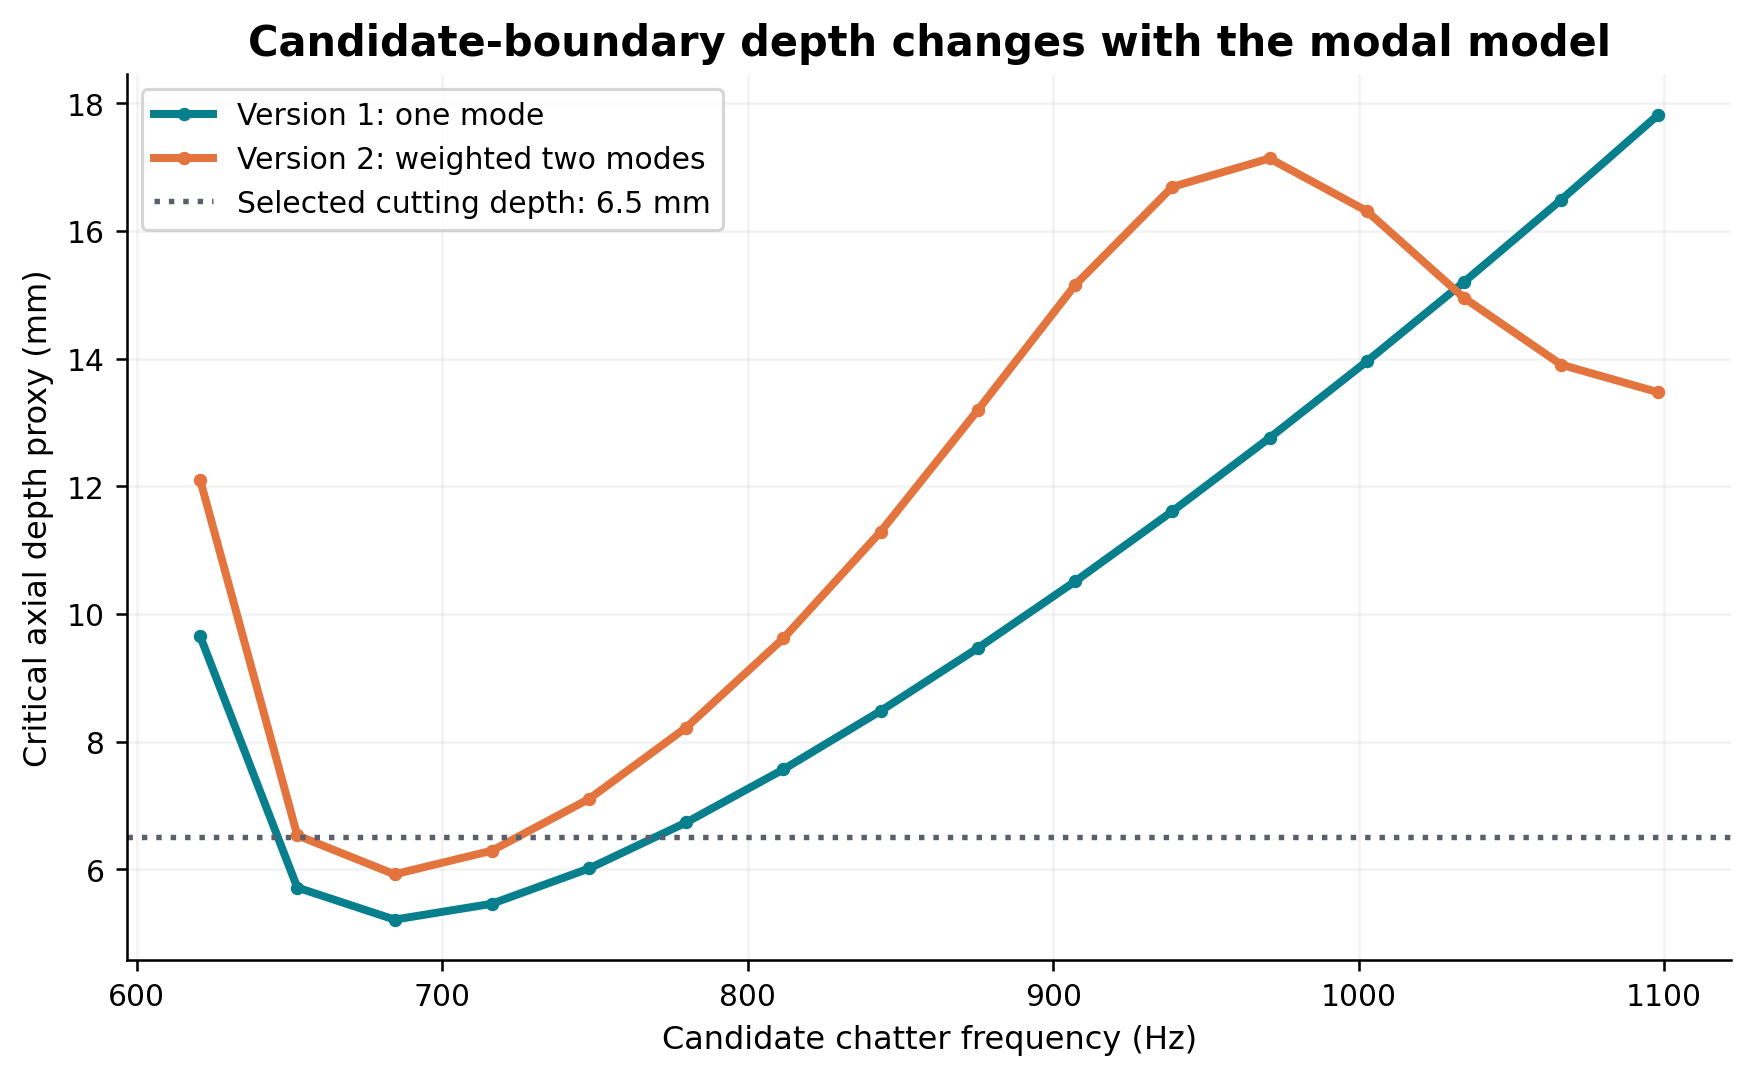 Candidate-boundary depth changes with the modal model
Version 1: one mode
Version 2: weighted two modes
Selected cutting depth: 6.5 mm
Critical axial depth proxy (mm)
18
16
14
12
10
8
6
600 700 800 900 1000 1100
Candidate chatter frequency (Hz)